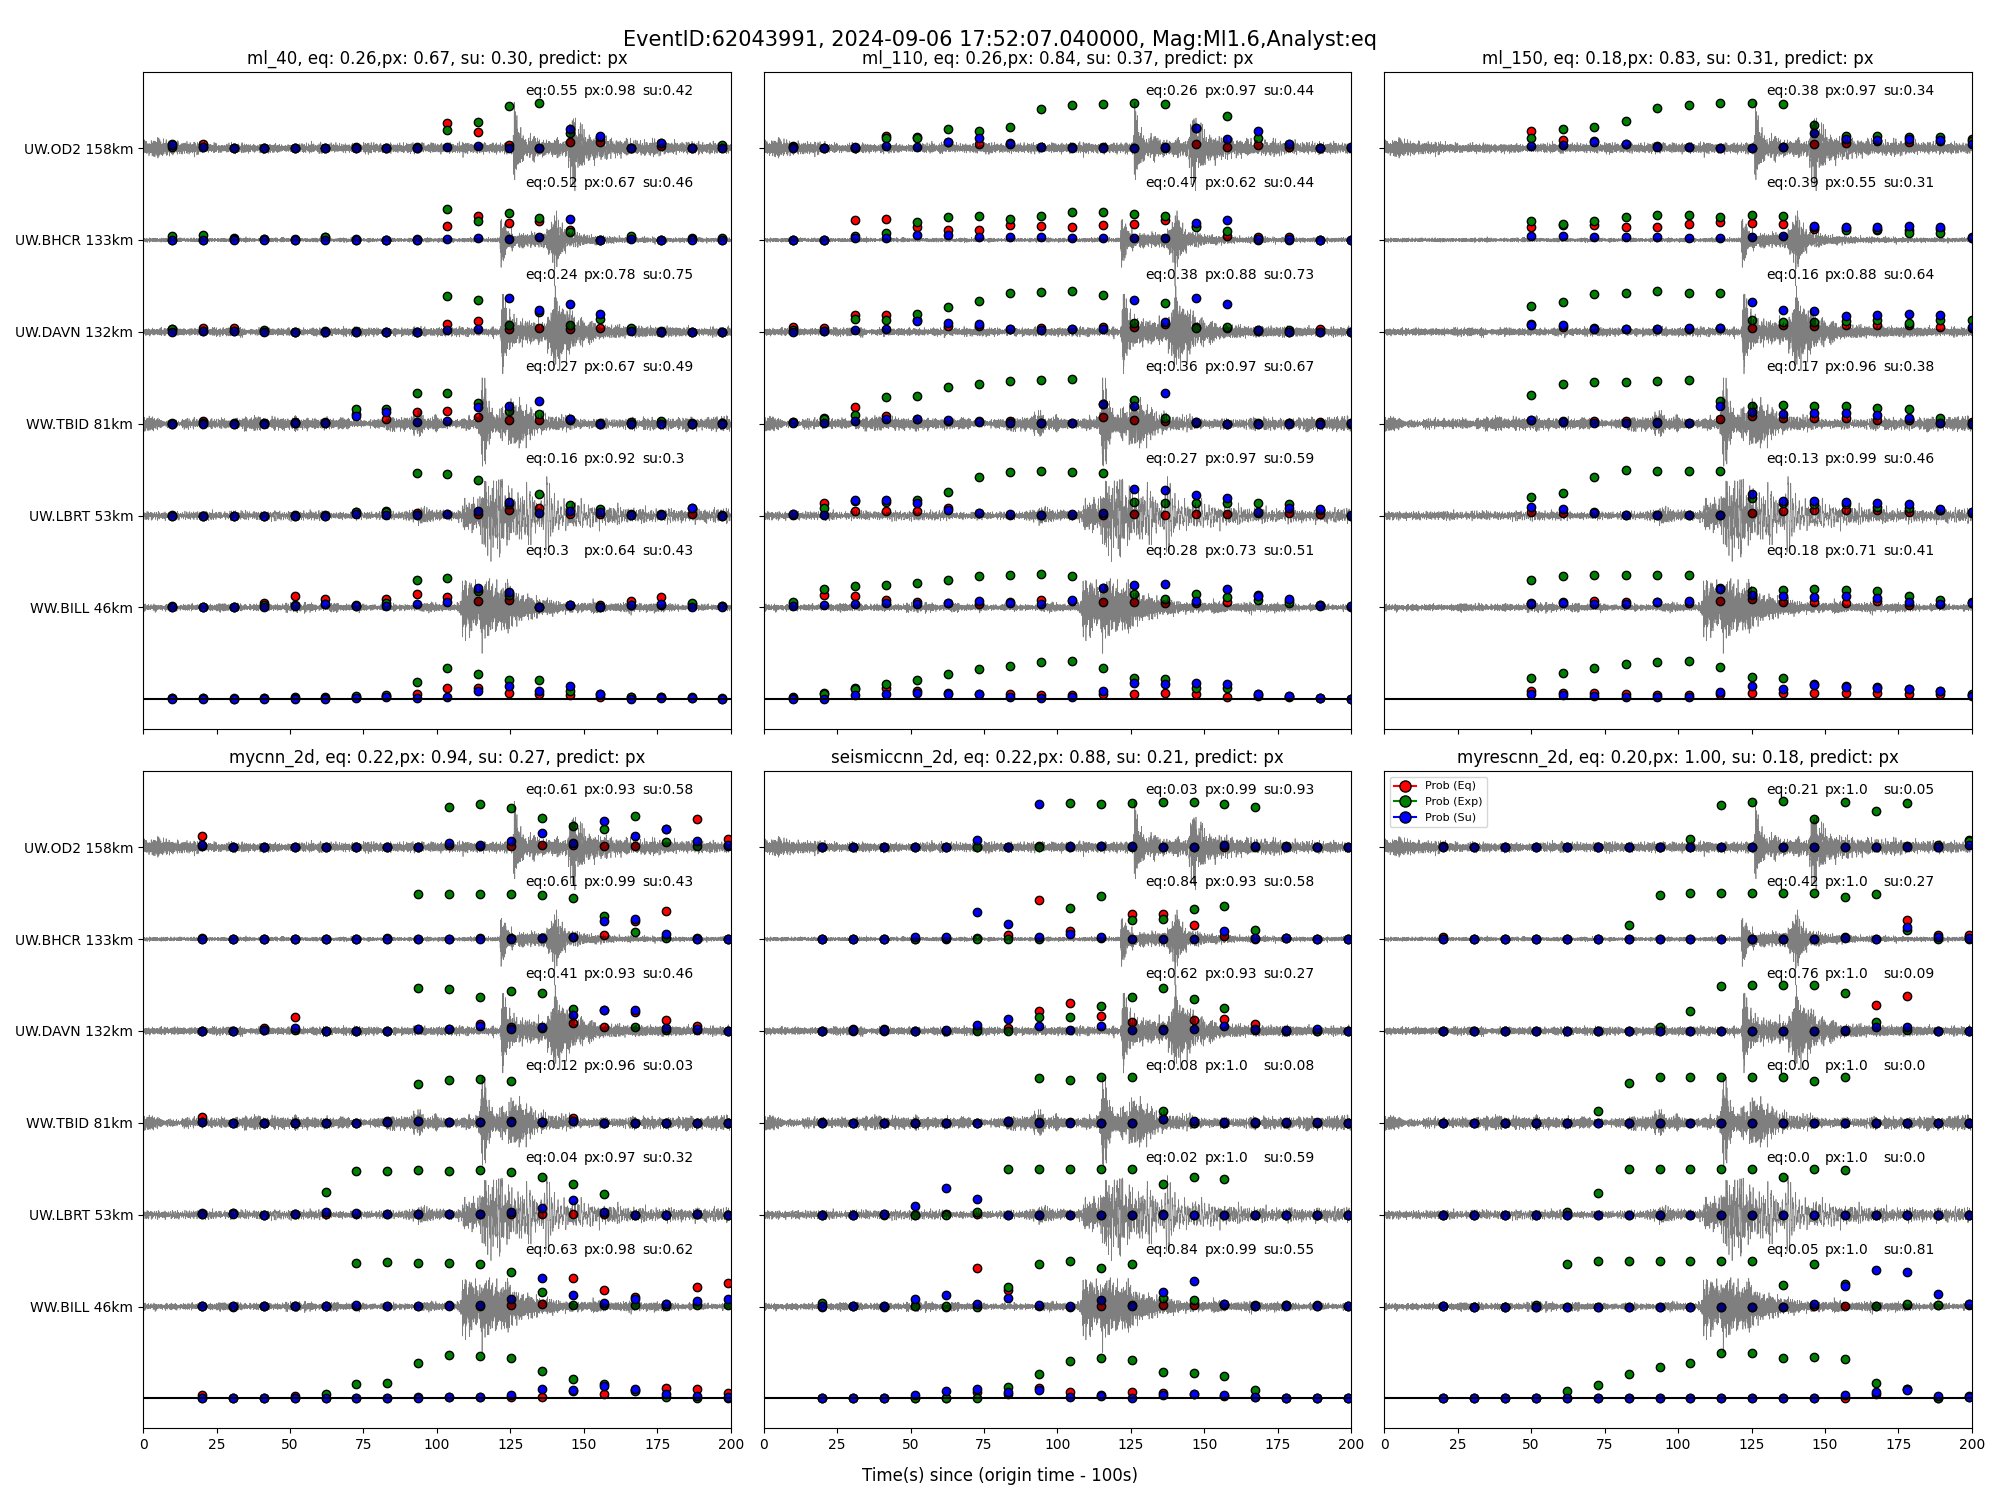 EventID:62043991, 2024-09-06 17:52:07.040000, Mag:Ml1.6,Analyst:eq
ml_40, eq: 0.26,px: 0.67, su: 0.30, predict: px
eq:0.55 px:0.98 su:0.42
UW.OD2 158km
eq:0.52 px:0.67 su:0.46
UW.BHCR 133km
eq:0.24 px:0.78 su:0.75
UW.DAVN 132km
eq:0.27 px:0.67 su:0.49
WW.TBID 81km
eq:0.16 px:0.92 su:0.3
UW.LBRT 53km
eq:0.3 px:0.64 su:0.43
WW.BILL 46km
ml_110, eq: 0.26,px: 0.84, su: 0.37, predict: px
eq:0.26 px:0.97 su:0.44
eq:0.47 px:0.62 su:0.44
eq:0.38 px:0.88 su:0.73
eq:0.36 px:0.97 su:0.67
eq:0.27 px:0.97 su:0.59
eq:0.28 px:0.73 su:0.51
ml_150, eq: 0.18,px: 0.83, su: 0.31, predict: px
eq:0.38 px:0.97 su:0.34
eq:0.39 px:0.55 su:0.31
eq:0.16 px:0.88 su:0.64
eq:0.17 px:0.96 su:0.38
eq:0.13 px:0.99 su:0.46
eq:0.18 px:0.71 su:0.41
mycnn_2d, eq: 0.22,px: 0.94, su: 0.27, predict: px
eq:0.61 px:0.93 su:0.58
UW.OD2 158km
eq:0.61 px:0.99 su:0.43
UW.BHCR 133km
eq:0.41 px:0.93 su:0.46
UW.DAVN 132km
eq:0.12 px:0.96 su:0.03
WW.TBID 81km
eq:0.04 px:0.97 su:0.32
UW.LBRT 53km
eq:0.63 px:0.98 su:0.62
WW.BILL 46km
0 25 50 75 100 125 150 175 200
seismiccnn_2d, eq: 0.22,px: 0.88, su: 0.21, predict: px
eq:0.03 px:0.99 su:0.93
eq:0.84 px:0.93 su:0.58
eq:0.62 px:0.93 su:0.27
eq:0.08 px:1.0 su:0.08
eq:0.02 px:1.0 su:0.59
eq:0.84 px:0.99 su:0.55
0 25 50 75 100 125 150 175 200
myrescnn_2d, eq: 0.20,px: 1.00, su: 0.18, predict: px
Prob (Eq)
Prob (Exp)
Prob (Su)
eq:0.21 px:1.0 su:0.05
eq:0.42 px:1.0 su:0.27
eq:0.76 px:1.0 su:0.09
eq:0.0 px:1.0 su:0.0
eq:0.0 px:1.0 su:0.0
eq:0.05 px:1.0 su:0.81
0 25 50 75 100 125 150 175 200
Time(s) since (origin time - 100s)